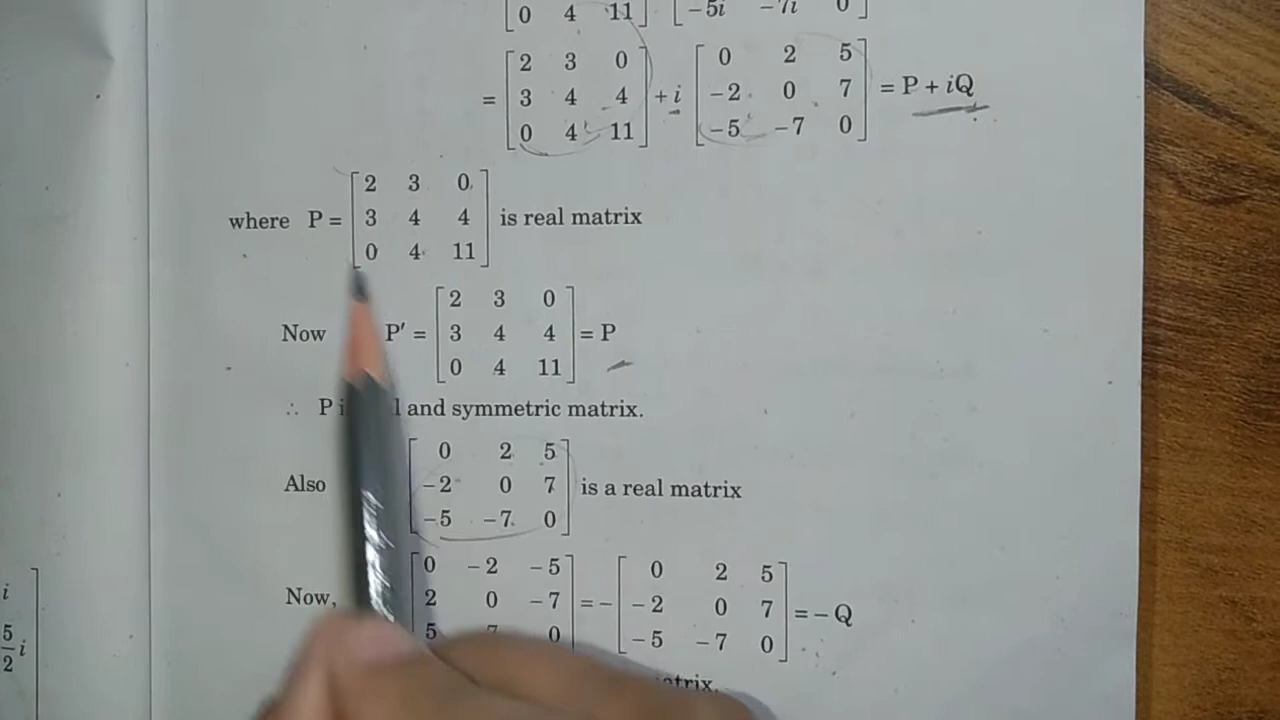 0 4 11 -5i -7i 0
= [2 3 0
3 4 4
0 4 11] + i [0 2 5
-2 0 7
-5 -7 0] = P + iQ
where P = [2 3 0
3 4 4
0 4 11] is real matrix
Now P′ = [2 3 0
3 4 4
0 4 11] = P
∴ P and symmetric matrix.
Also [0 2 5
-2 0 7
-5 -7 0] is a real matrix
Now, [0 -2 -5
2 0 -7
5 7 0] = - [0 2 5
-2 0 7
-5 -7 0] = - Q
matrix.
i
5/2 i